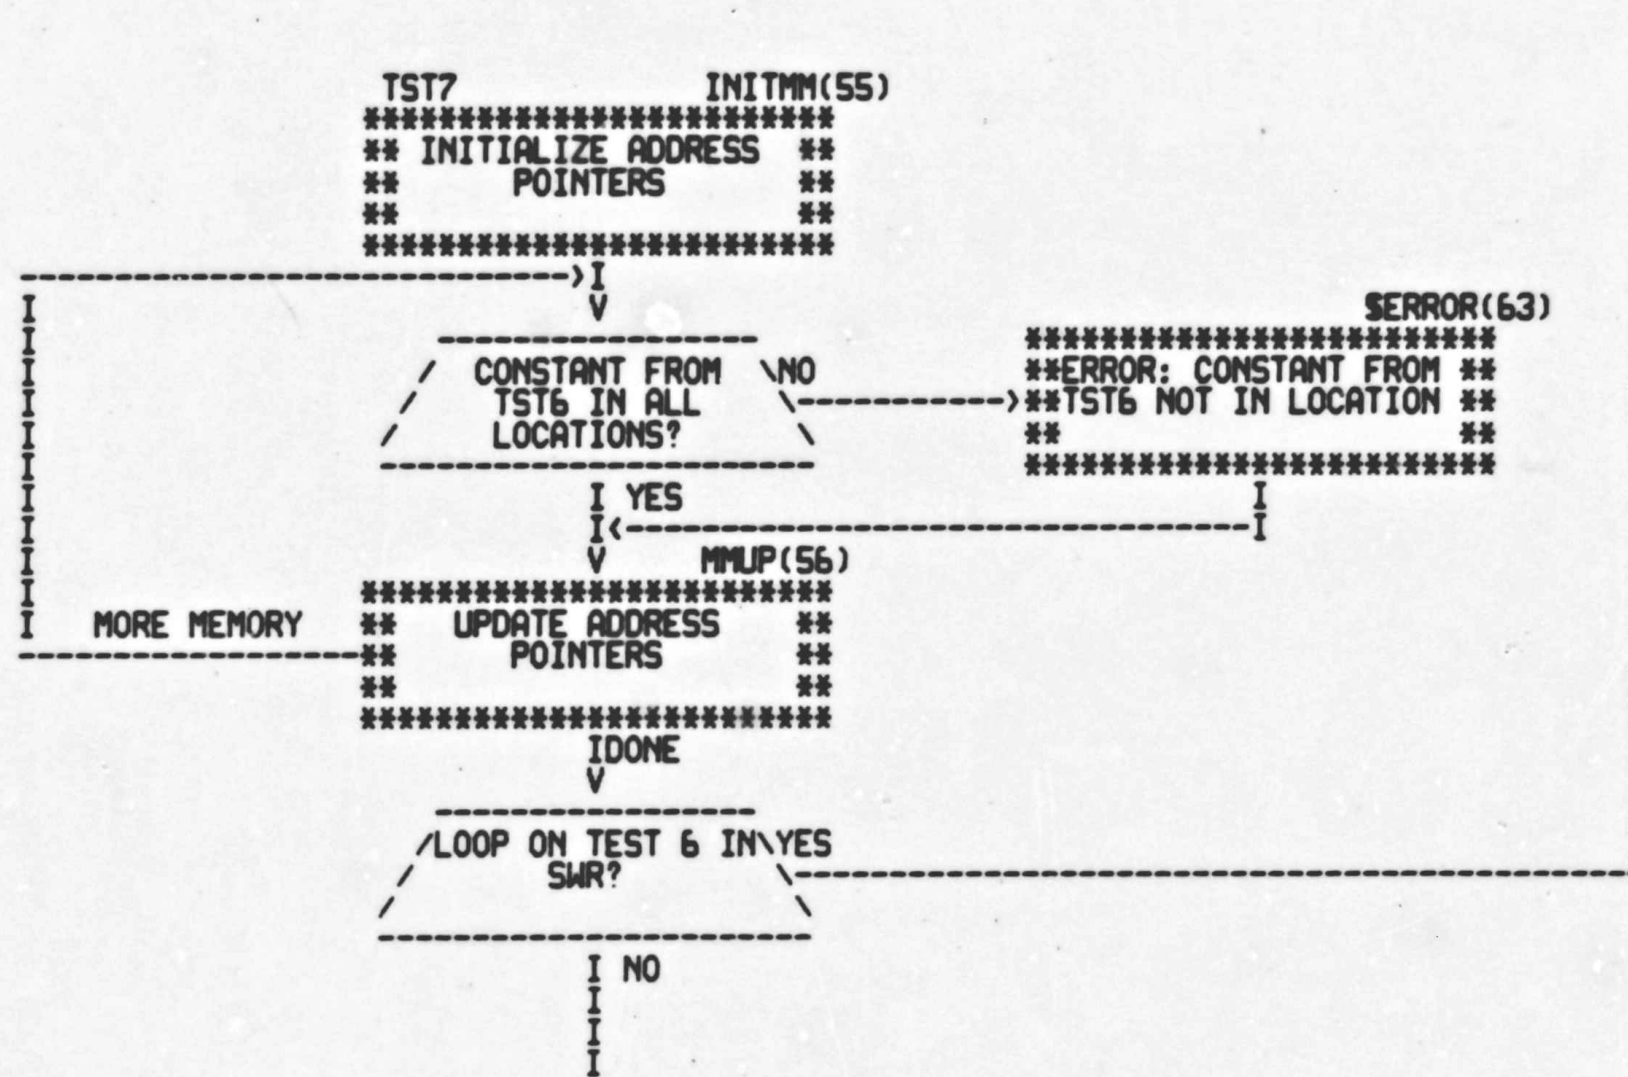 TST7 INITMM(55)
*************************
** INITIALIZE ADDRESS **
** POINTERS **
** **
*************************
------------------------------>I
I V
I $ERROR(63)
I ----------------- *************************
I / CONSTANT FROM \NO **ERROR: CONSTANT FROM **
I / TST6 IN ALL \----------->**TST6 NOT IN LOCATION **
I / LOCATIONS? \ ** **
I ----------------------- *************************
I I YES I
I I<---------------------------------I
I V MMUP(56)
I *************************
I MORE MEMORY ** UPDATE ADDRESS **
------------------** POINTERS **
** **
*************************
IDONE
V
-----------------
/LOOP ON TEST 6 IN\YES
/ SWR? \---------------------------------------------
/ \
-----------------------
I NO
I
I
I